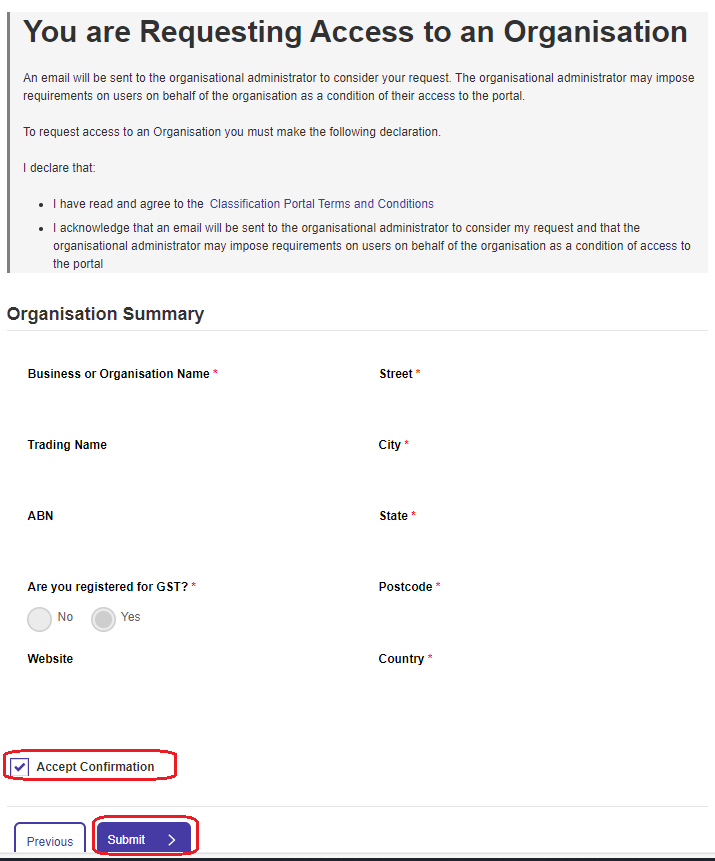 You are Requesting Access to an Organisation
An email will be sent to the organisational administrator to consider your request. The organisational administrator may impose
requirements on users on behalf of the organisation as a condition of their access to the portal.
To request access to an Organisation you must make the following declaration.
I declare that:
• I have read and agree to the Classification Portal Terms and Conditions
• I acknowledge that an email will be sent to the organisational administrator to consider my request and that the
organisational administrator may impose requirements on users on behalf of the organisation as a condition of access to
the portal
Organisation Summary
Business or Organisation Name * Street *
Trading Name City *
ABN State *
Are you registered for GST? * Postcode *
No Yes
Website Country *
Accept Confirmation
Previous Submit